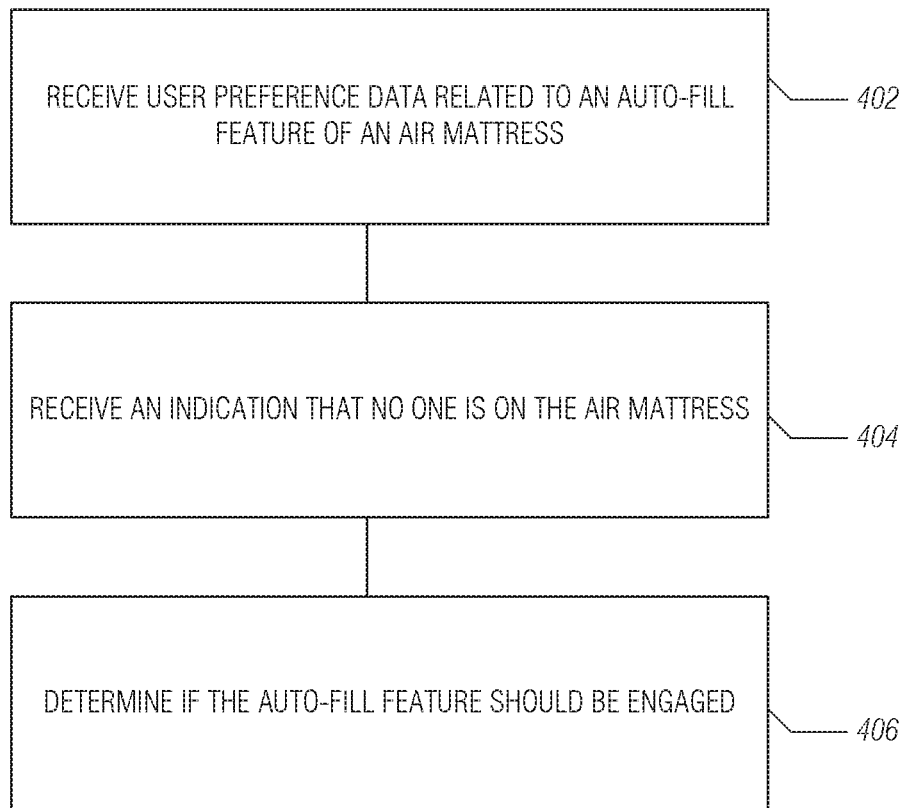 RECEIVE USER PREFERENCE DATA RELATED TO AN AUTO-FILL
FEATURE OF AN AIR MATTRESS
402
RECEIVE AN INDICATION THAT NO ONE IS ON THE AIR MATTRESS
404
DETERMINE IF THE AUTO-FILL FEATURE SHOULD BE ENGAGED
406